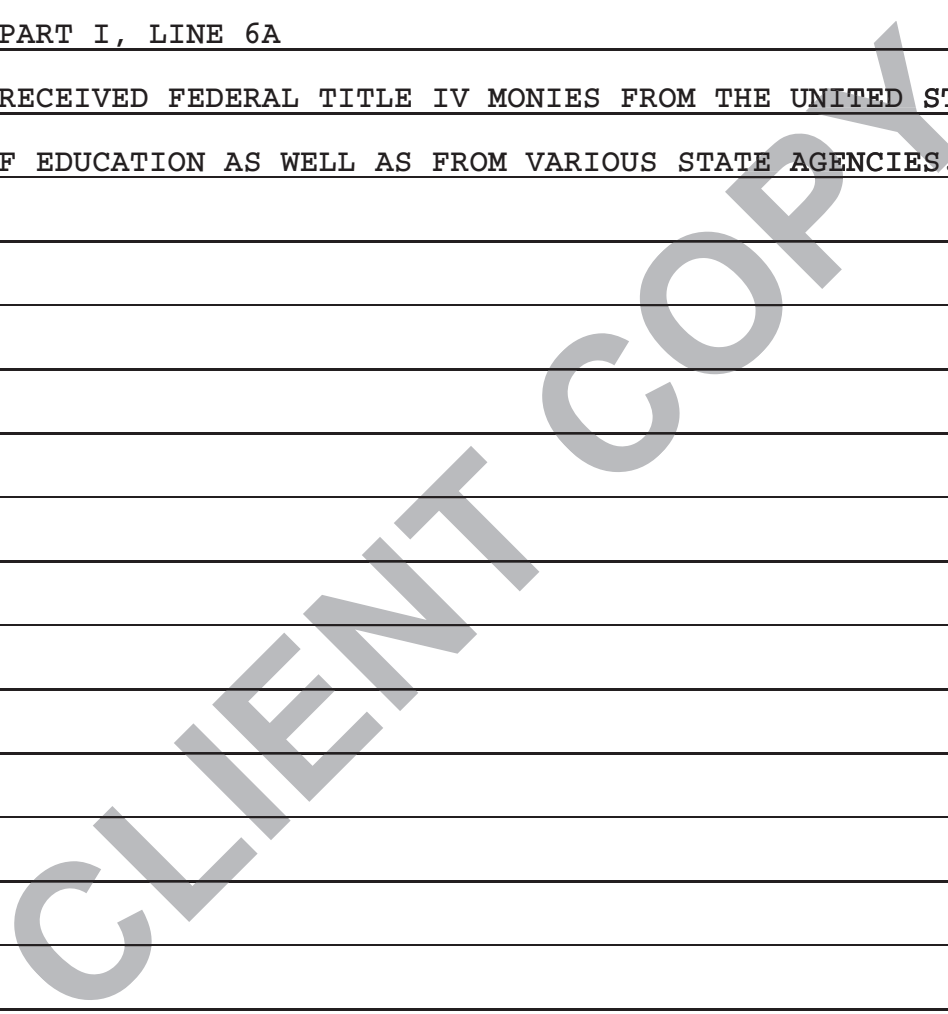 PART I, LINE 6A
RECEIVED FEDERAL TITLE IV MONIES FROM THE UNITED ST
F EDUCATION AS WELL AS FROM VARIOUS STATE AGENCIES.
CLIENT COPY